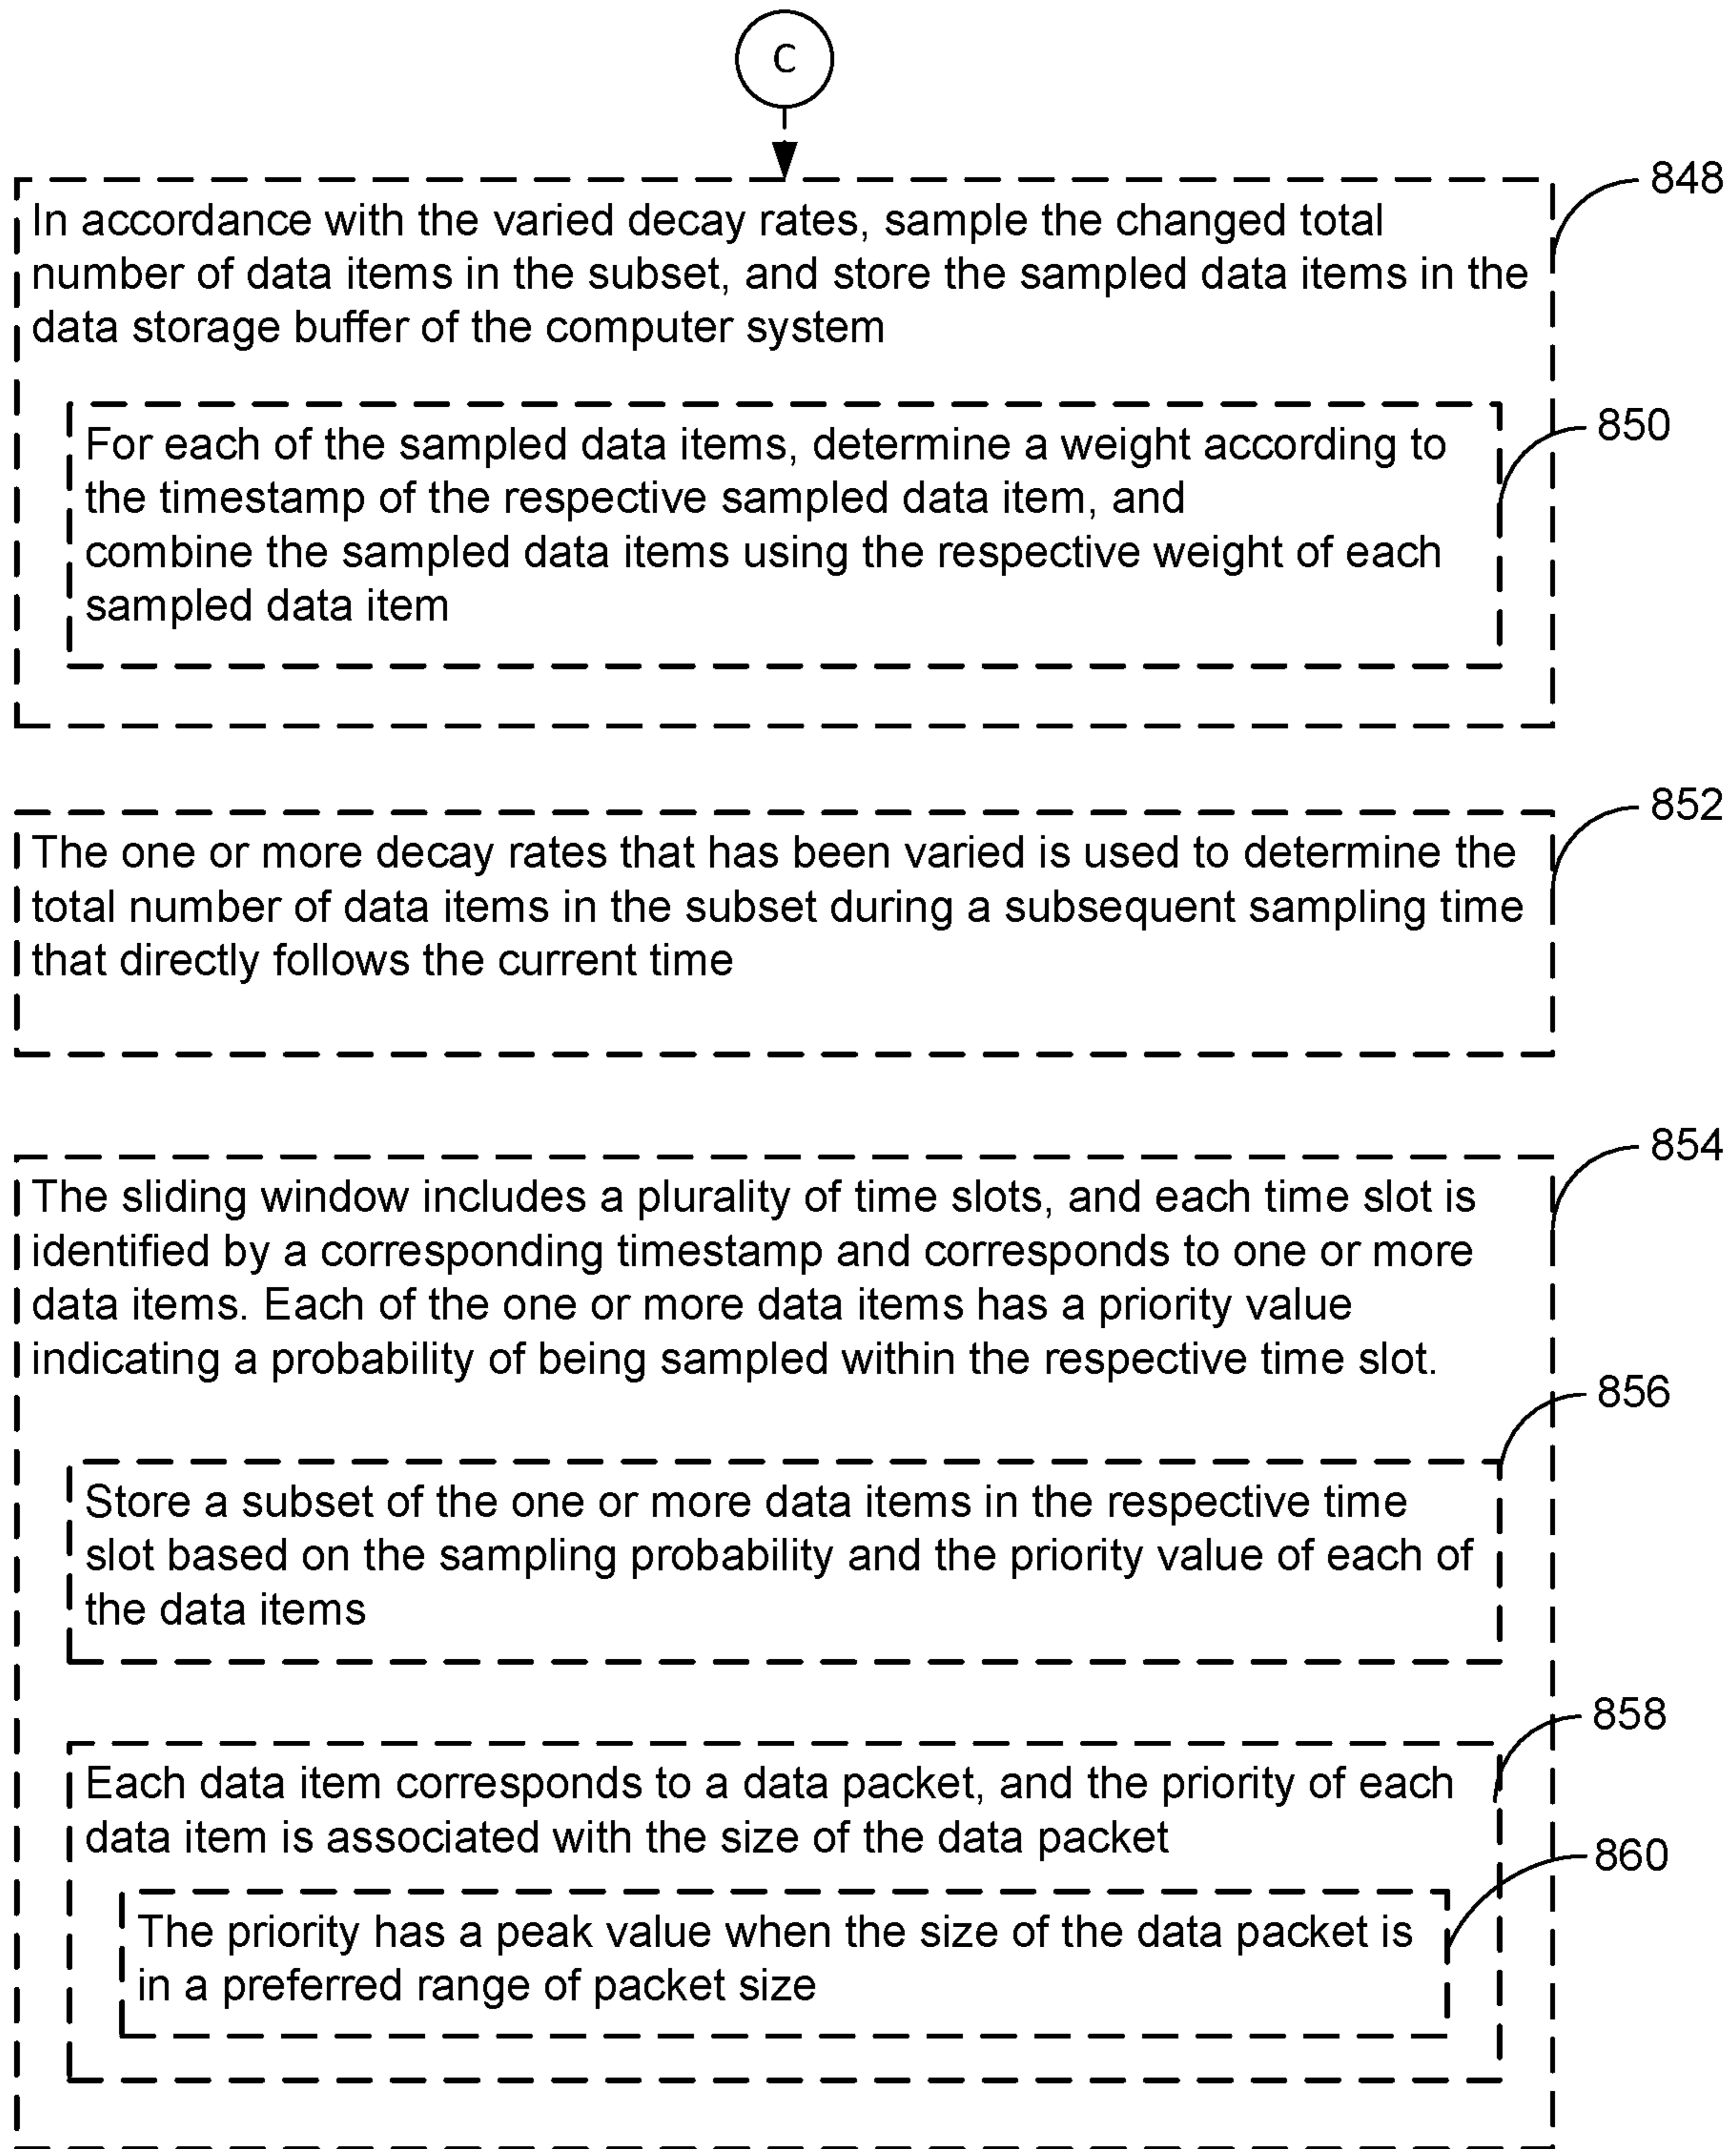 C
848
In accordance with the varied decay rates, sample the changed total
number of data items in the subset, and store the sampled data items in the
data storage buffer of the computer system
850
For each of the sampled data items, determine a weight according to
the timestamp of the respective sampled data item, and
combine the sampled data items using the respective weight of each
sampled data item
852
The one or more decay rates that has been varied is used to determine the
total number of data items in the subset during a subsequent sampling time
that directly follows the current time
854
The sliding window includes a plurality of time slots, and each time slot is
identified by a corresponding timestamp and corresponds to one or more
data items. Each of the one or more data items has a priority value
indicating a probability of being sampled within the respective time slot.
856
Store a subset of the one or more data items in the respective time
slot based on the sampling probability and the priority value of each of
the data items
858
Each data item corresponds to a data packet, and the priority of each
data item is associated with the size of the data packet
860
The priority has a peak value when the size of the data packet is
in a preferred range of packet size